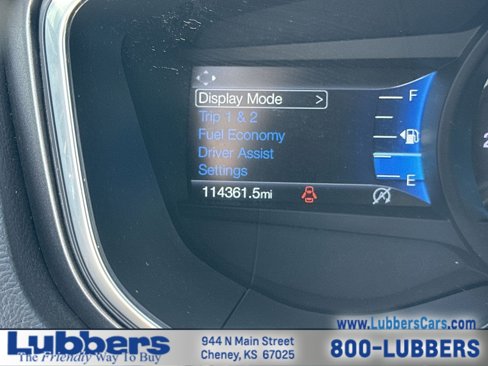 Display Mode >
F
Trip 1 & 2
Fuel Economy
Driver Assist
Settings
E
114361.5mi
Lubbers
The Friendly Way To Buy
944 N Main Street
Cheney, KS 67025
www.LubbersCars.com
800-LUBBERS